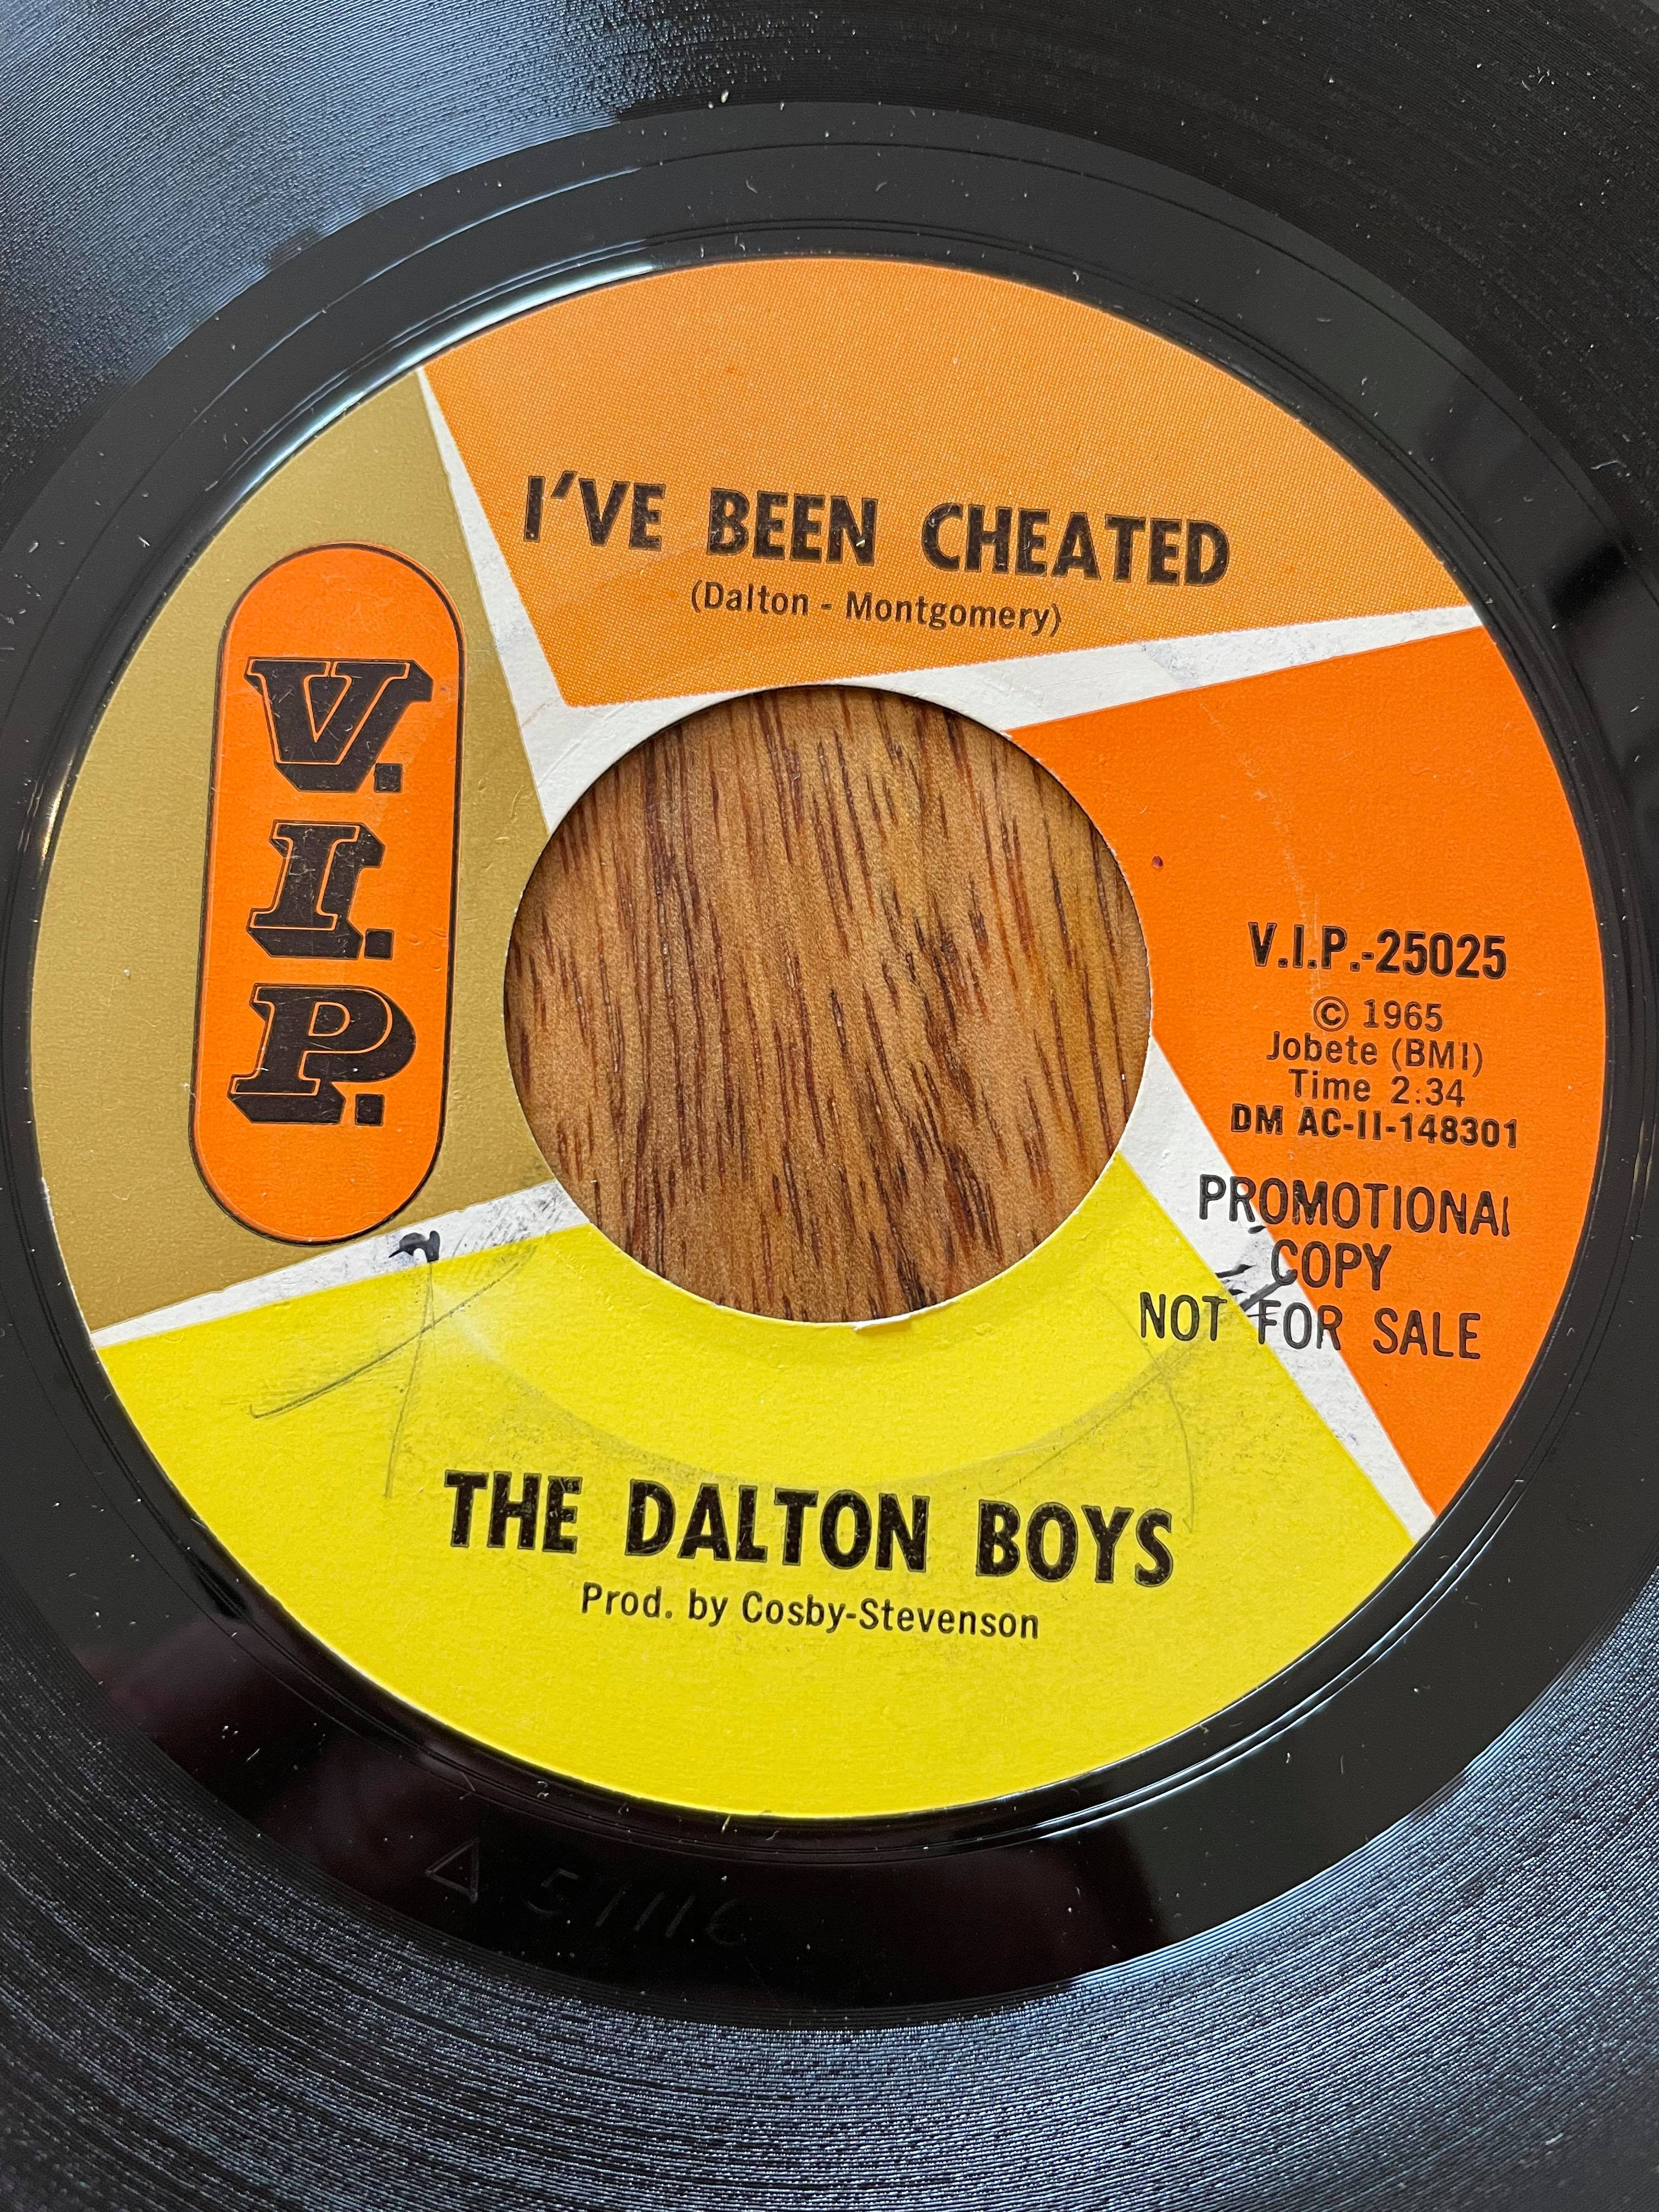 I'VE BEEN CHEATED
(Dalton - Montgomery)
V.
I.
P.
V.I.P.-25025
© 1965
Jobete (BMI)
Time 2:34
DM AC-II-148301
PROMOTIONAL
COPY
NOT FOR SALE
THE DALTON BOYS
Prod. by Cosby-Stevenson